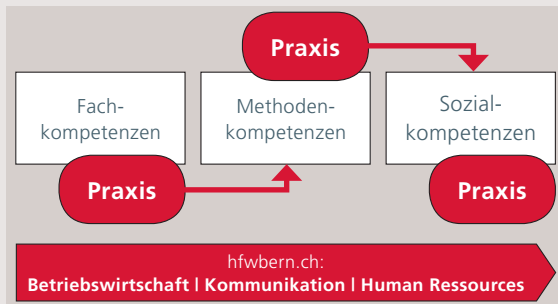 Praxis
Fach-
kompetenzen
Methoden-
kompetenzen
Sozial-
kompetenzen
Praxis
Praxis
hfwbern.ch:
Betriebswirtschaft | Kommunikation | Human Ressources